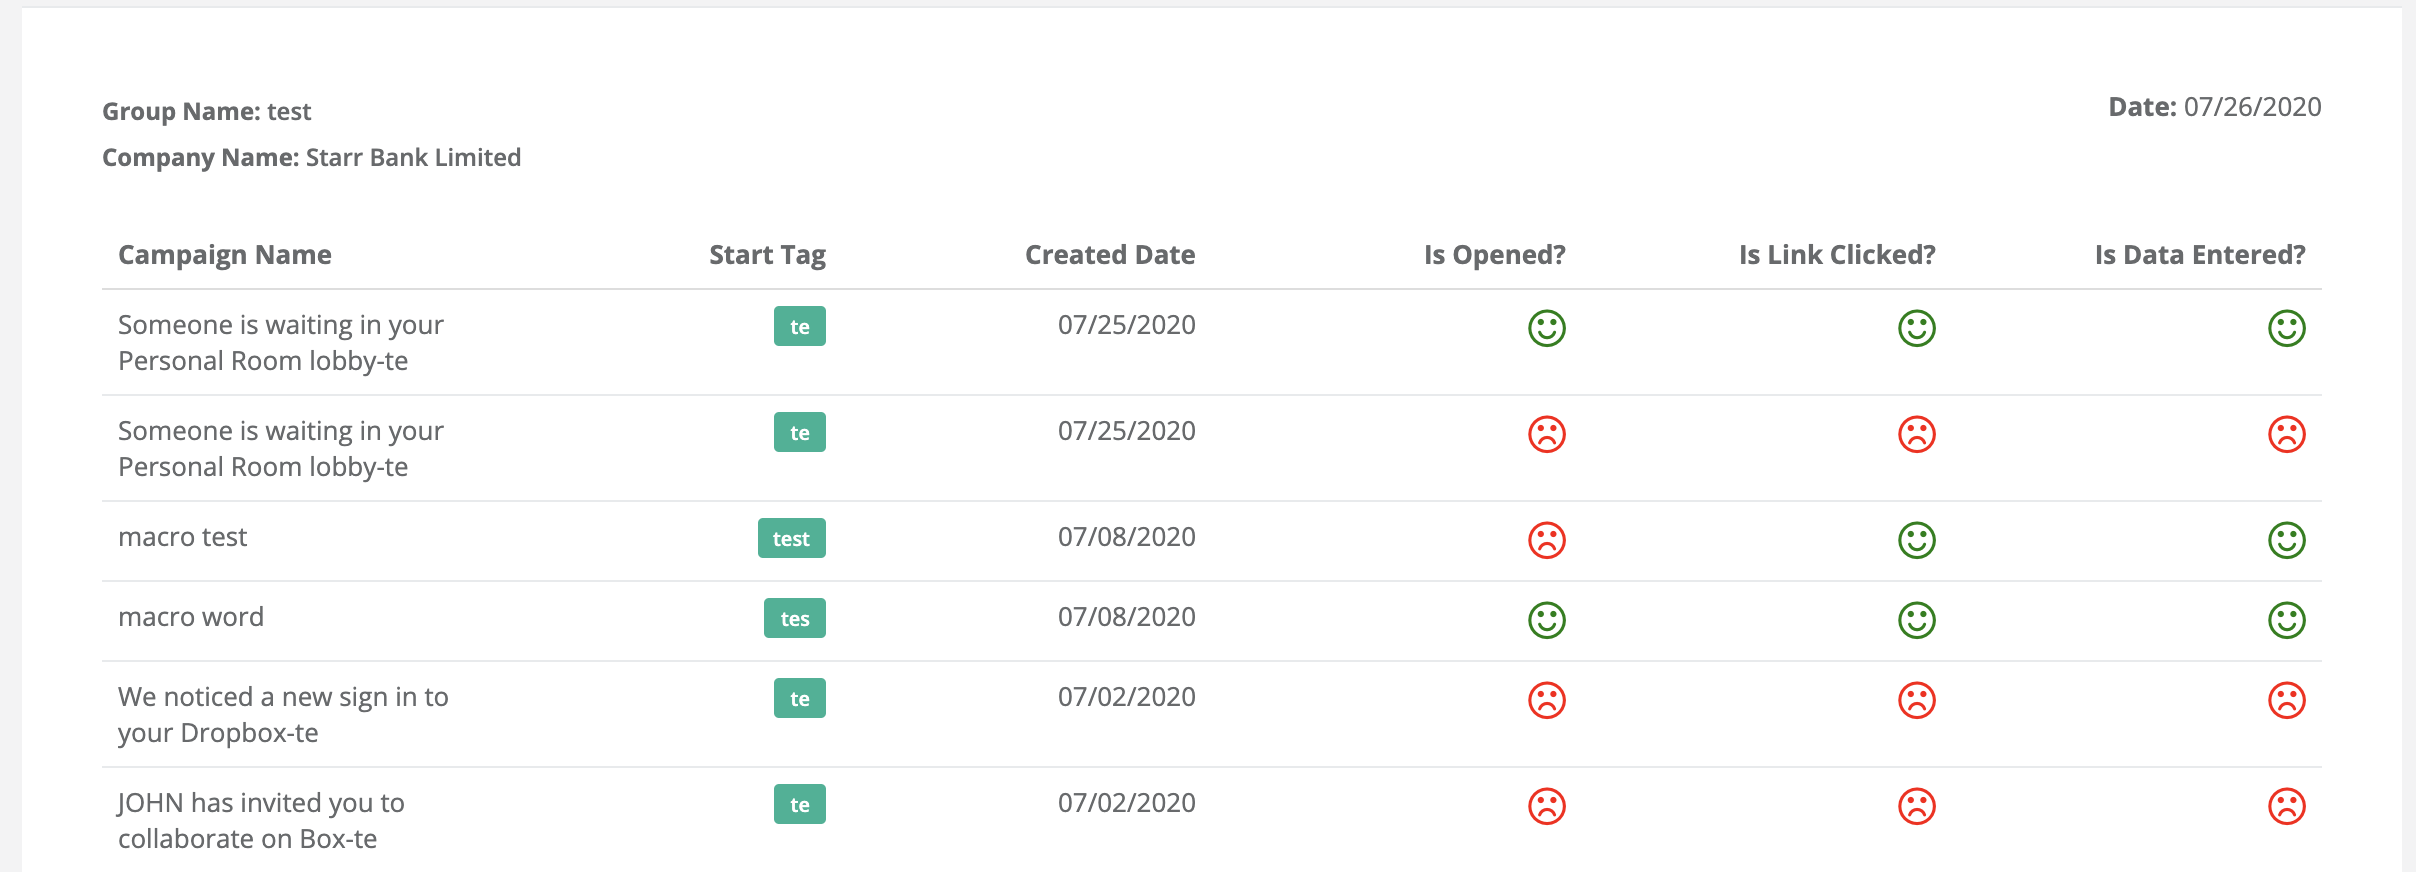 Group Name: test
Date: 07/26/2020
Company Name: Starr Bank Limited
Campaign Name Start Tag Created Date Is Opened? Is Link Clicked? Is Data Entered?
Someone is waiting in your te 07/25/2020
Personal Room lobby-te
Someone is waiting in your te 07/25/2020
Personal Room lobby-te
macro test test 07/08/2020
macro word tes 07/08/2020
We noticed a new sign in to te 07/02/2020
your Dropbox-te
JOHN has invited you to te 07/02/2020
collaborate on Box-te